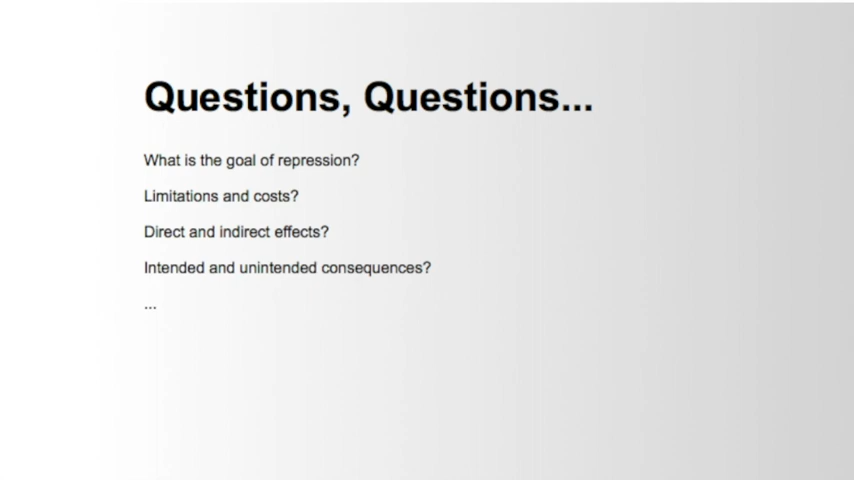 Questions, Questions...
What is the goal of repression?
Limitations and costs?
Direct and indirect effects?
Intended and unintended consequences?
...